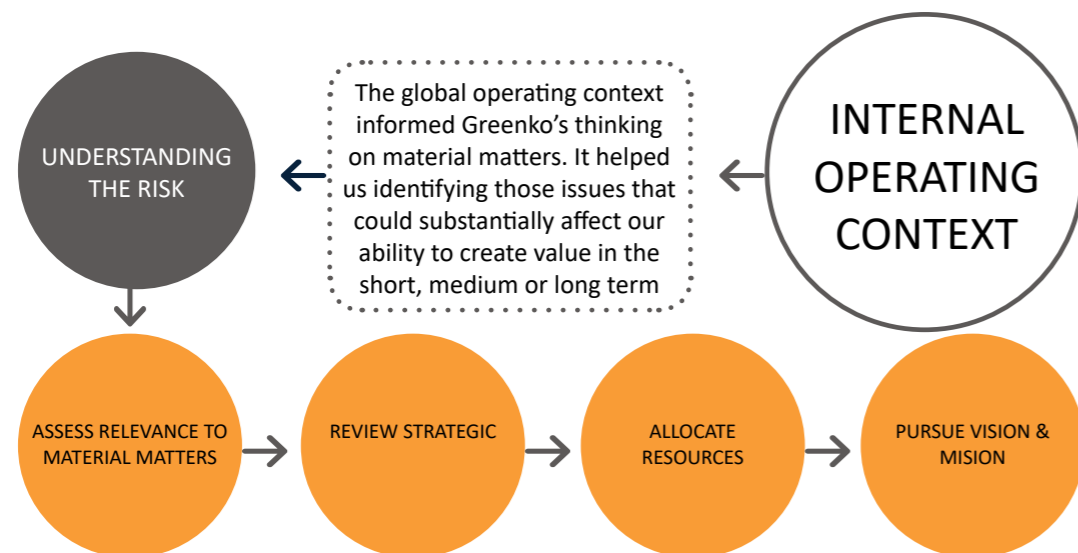 UNDERSTANDING
THE RISK
The global operating context
informed Greenko’s thinking
on material matters. It helped
us identifying those issues that
could substantially affect our
ability to create value in the
short, medium or long term
INTERNAL
OPERATING
CONTEXT
ASSESS RELEVANCE TO
MATERIAL MATTERS
REVIEW STRATEGIC
ALLOCATE
RESOURCES
PURSUE VISION &
MISION